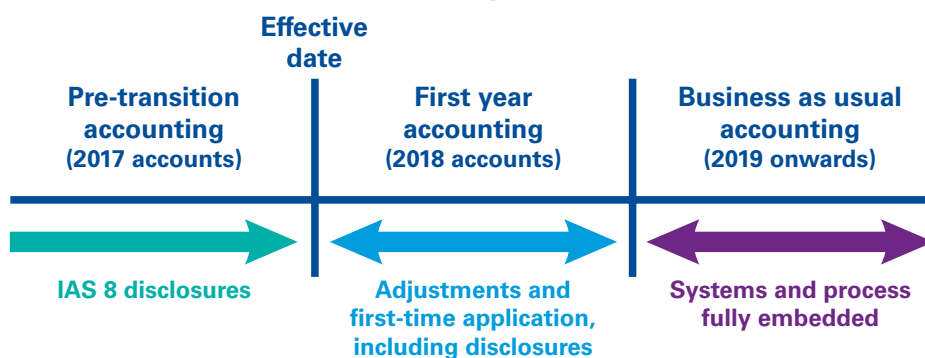 Effective
date
Pre-transition
accounting
(2017 accounts)
First year
accounting
(2018 accounts)
Business as usual
accounting
(2019 onwards)
IAS 8 disclosures
Adjustments and
first-time application,
including disclosures
Systems and process
fully embedded